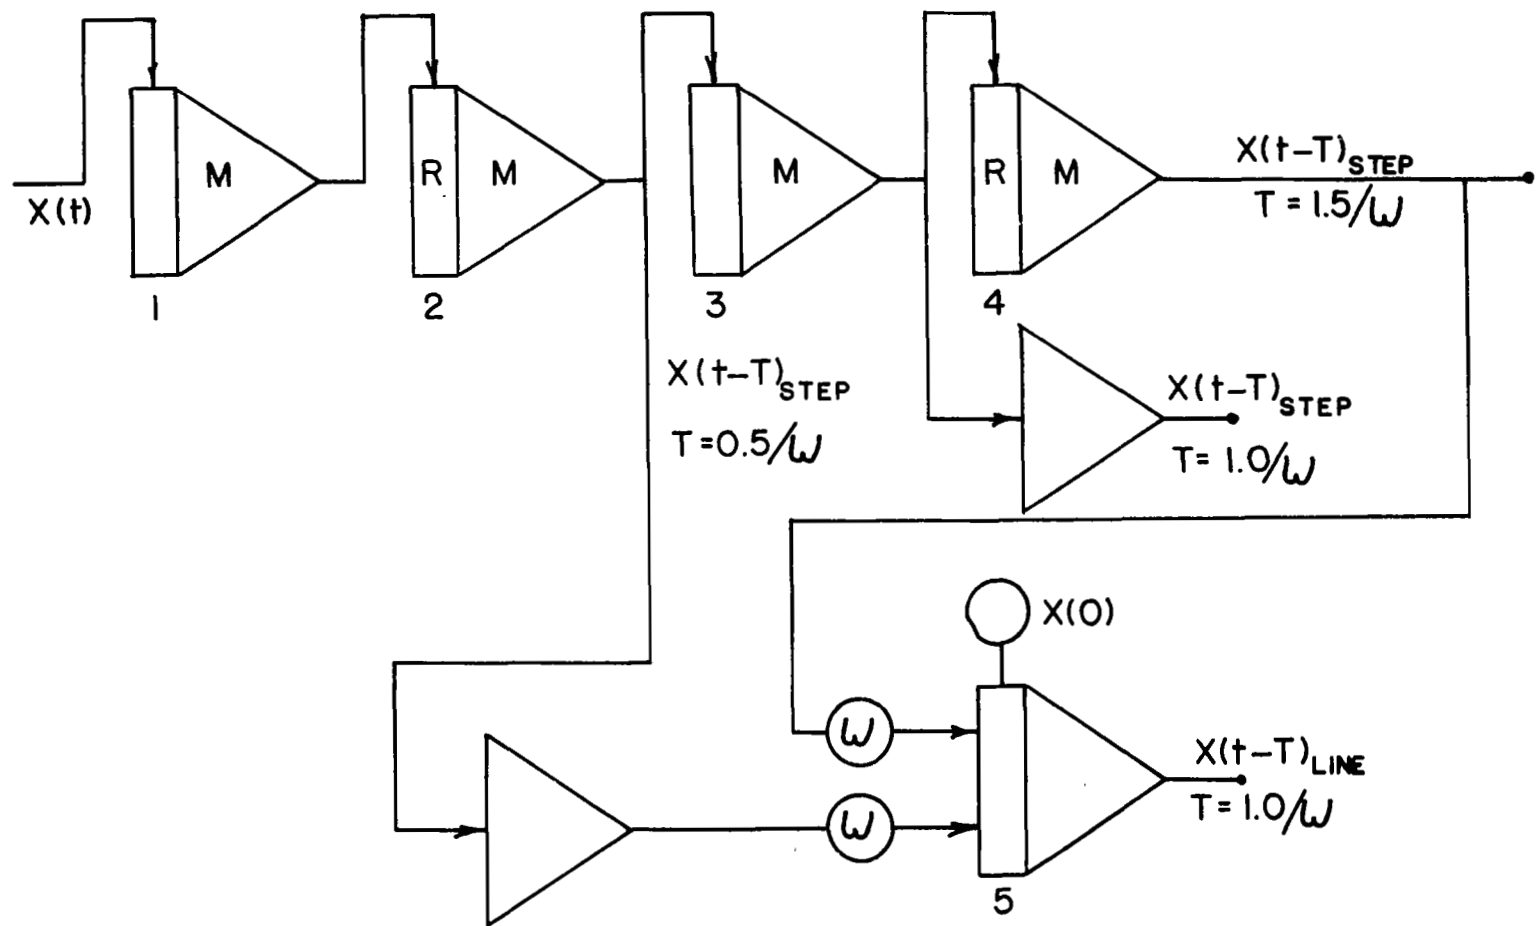 X(t)
M
1
R
M
2
M
3
R
M
4
X(t-T)STEP
T = 1.5/ω
X(t-T)STEP
T = 0.5/ω
X(t-T)STEP
T = 1.0/ω
X(0)
ω
ω
X(t-T)LINE
T = 1.0/ω
5